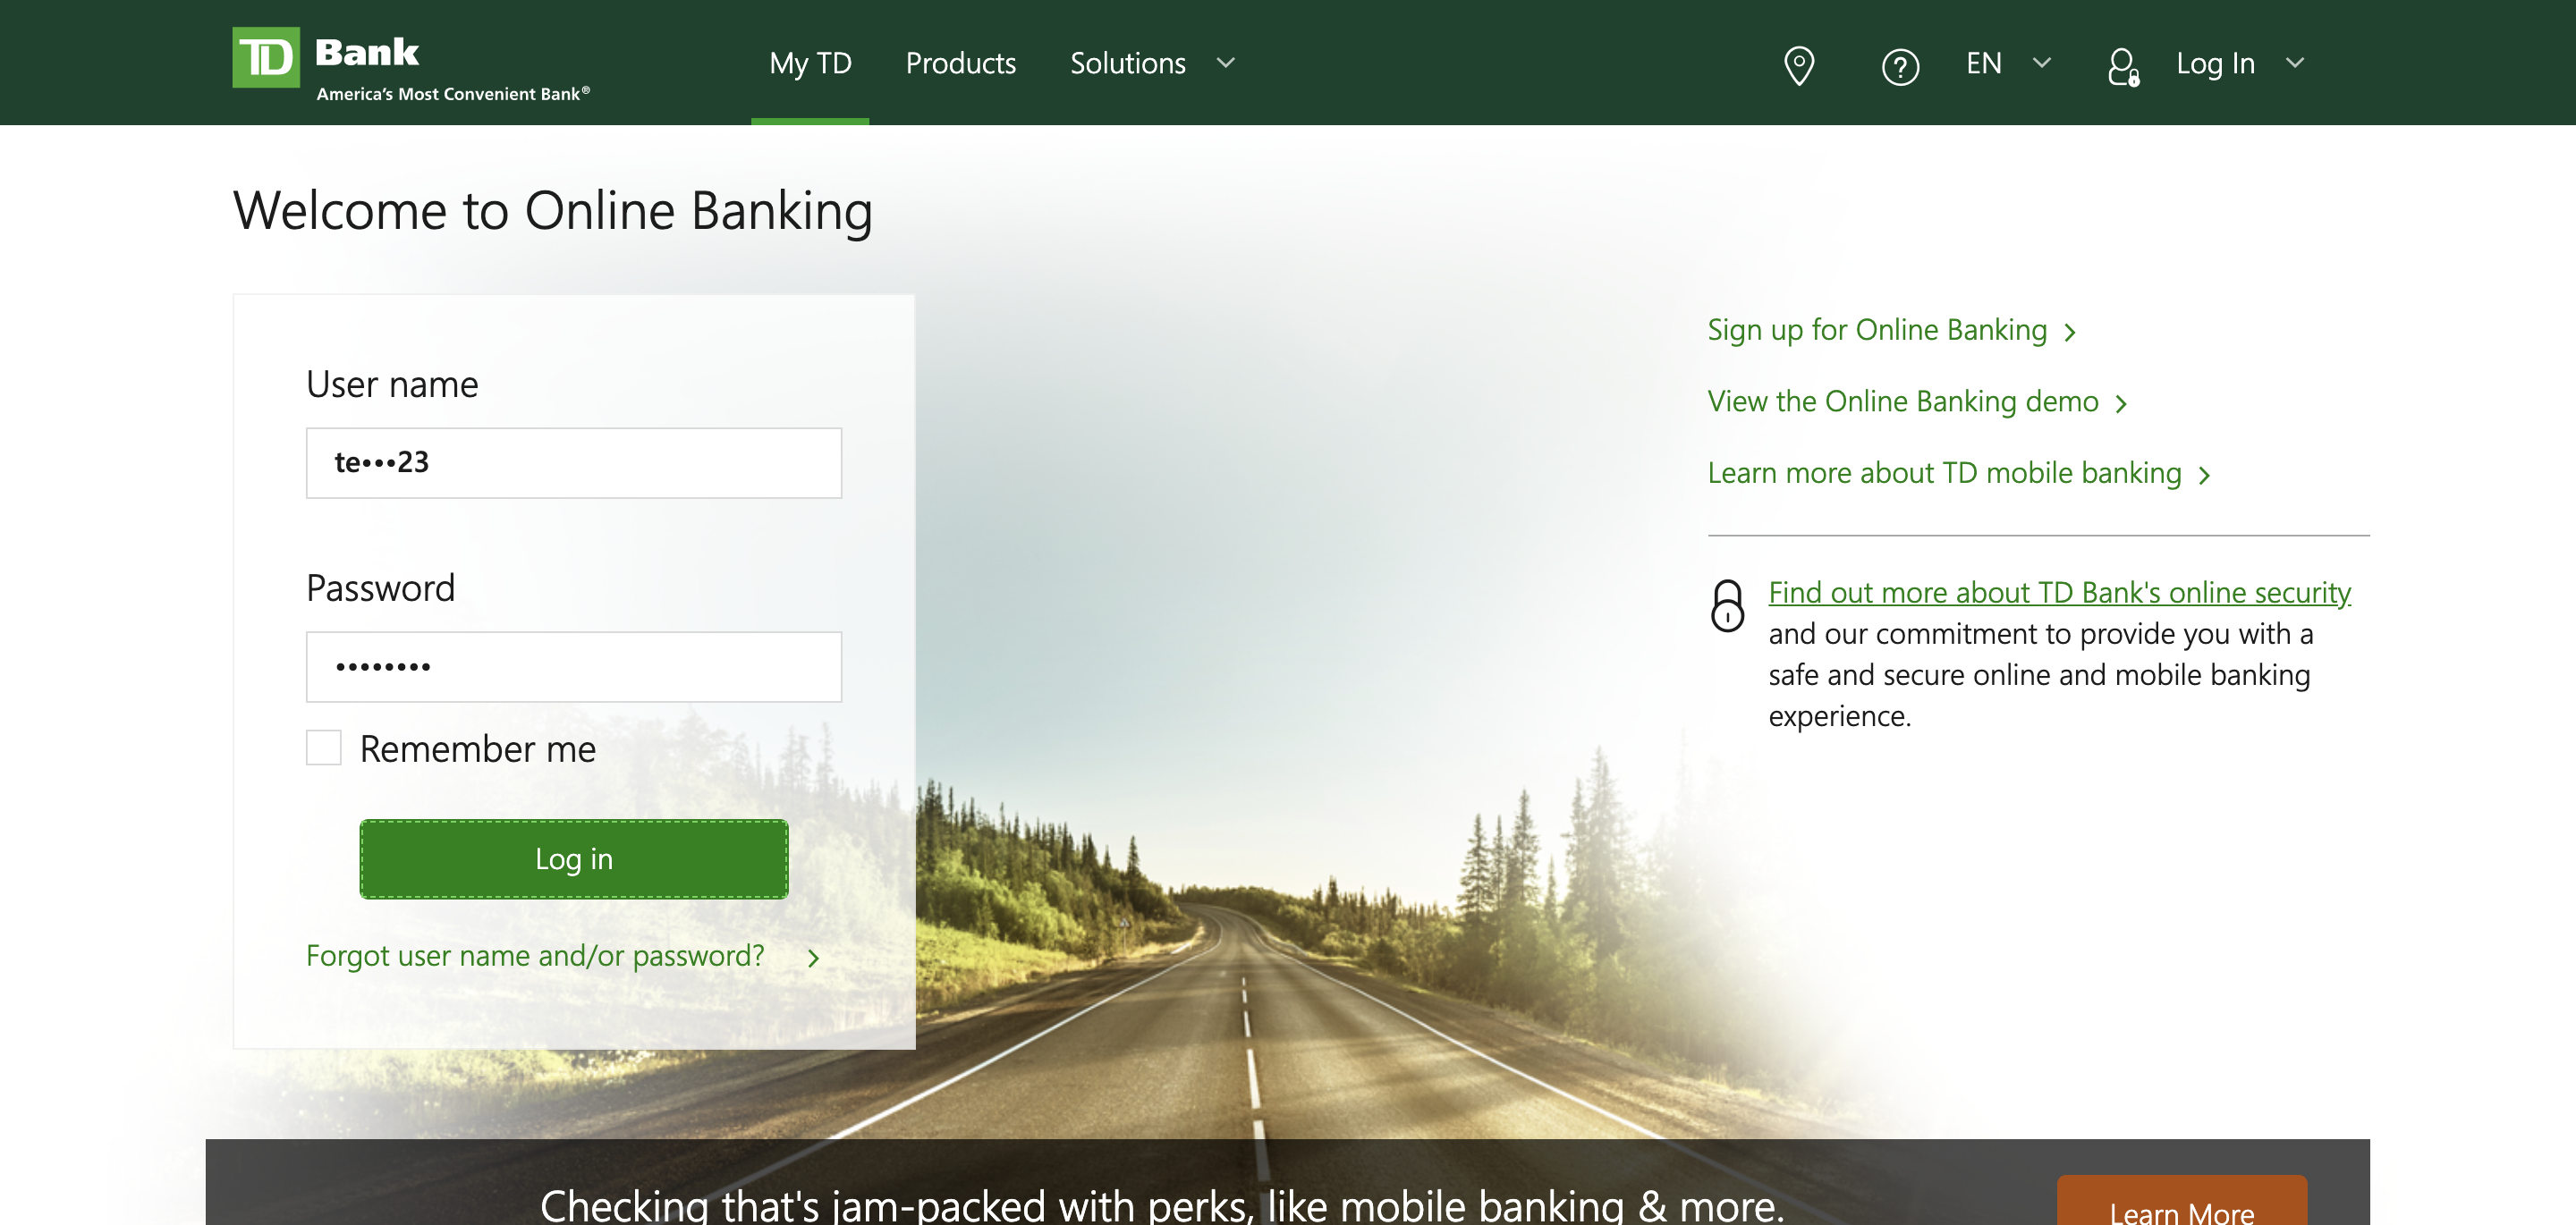 TD Bank
America's Most Convenient Bank®
My TD Products Solutions
EN Log In
Welcome to Online Banking
User name
te•••23
Password
••••••••
Remember me
Log in
Forgot user name and/or password?
Sign up for Online Banking
View the Online Banking demo
Learn more about TD mobile banking
Find out more about TD Bank's online security
and our commitment to provide you with a
safe and secure online and mobile banking
experience.
Checking that's jam-packed with perks, like mobile banking & more.
Learn More